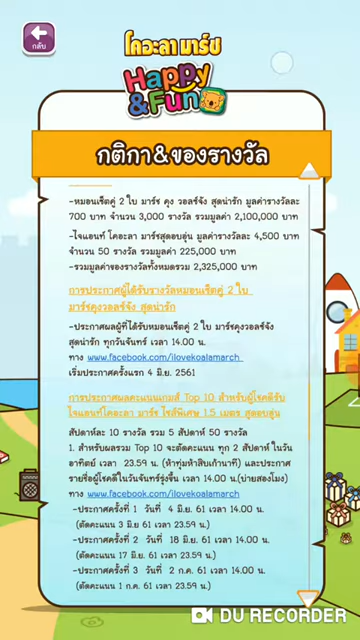 กลับ
โคอะลา มาร์ช
Happy
&Fun
กติกา&ของรางวัล
-หมอนเซ็ตคู่ 2 ใบ มาร์ช คุง วอลซ์จัง สุดน่ารัก มูลค่ารางวัลละ
700 บาท จำนวน 3,000 รางวัล รวมมูลค่า 2,100,000 บาท
-ไจแอนท์ โคอะลา มาร์ชสุดอบอุ่น มูลค่ารางวัลละ 4,500 บาท
จำนวน 50 รางวัล รวมมูลค่า 225,000 บาท
-รวมมูลค่าของรางวัลทั้งหมดรวม 2,325,000 บาท
การประกาศผู้ได้รับรางวัลหมอนเซ็ตคู่ 2 ใบ
มาร์ชคุงวอลซ์จัง สุดน่ารัก
-ประกาศผลผู้ที่ได้รับหมอนเซ็ตคู่ 2 ใบ มาร์ชคุงวอลซ์จัง
สุดน่ารัก ทุกวันจันทร์ เวลา 14.00 น.
ทาง www.facebook.com/ilovekoalamarch
เริ่มประกาศครั้งแรก 4 มิ.ย. 2561
การประกาศผลคะแนนเกมส์ Top 10 สำหรับผู้โชคดีรับ
ไจแอนท์โคอะลา มาร์ช ไซส์พิเศษ 1.5 เมตร สุดอบอุ่น
สัปดาห์ละ 10 รางวัล รวม 5 สัปดาห์ 50 รางวัล
1. สำหรับผลรวม Top 10 จะตัดคะแนน ทุก 2 สัปดาห์ ในวัน
อาทิตย์ เวลา 23.59 น. (ห้าทุ่มห้าสิบเก้านาที) และประกาศ
รายชื่อผู้โชคดีในวันจันทร์รุ่งขึ้น เวลา 14.00 น.(บ่ายสองโมง)
ทาง www.facebook.com/ilovekoalamarch
-ประกาศครั้งที่ 1 วันที่ 4 มิ.ย. 61 เวลา 14.00 น.
(ตัดคะแนน 3 มิ.ย 61 เวลา 23.59 น.)
-ประกาศครั้งที่ 2 วันที่ 18 มิ.ย. 61 เวลา 14.00 น.
(ตัดคะแนน 17 มิ.ย. 61 เวลา 23.59 น.)
-ประกาศครั้งที่ 3 วันที่ 2 ก.ค. 61 เวลา 14.00 น.
(ตัดคะแนน 1 ก.ค. 61 เวลา 23.59 น.)
DU RECORDER